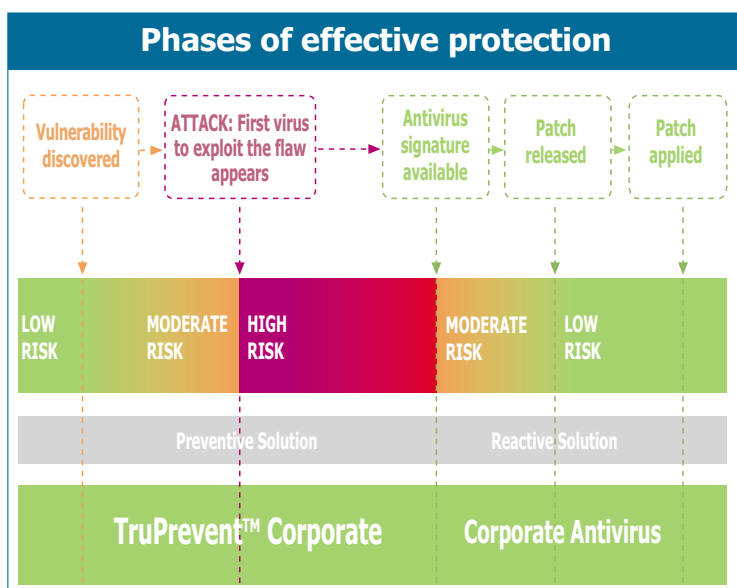 Phases of effective protection
Vulnerability
discovered
ATTACK: First virus
to exploit the flaw
appears
Antivirus
signature
available
Patch
released
Patch
applied
LOW
RISK
MODERATE
RISK
HIGH
RISK
MODERATE
RISK
LOW
RISK
Preventive Solution
Reactive Solution
TruPrevent™ Corporate
Corporate Antivirus